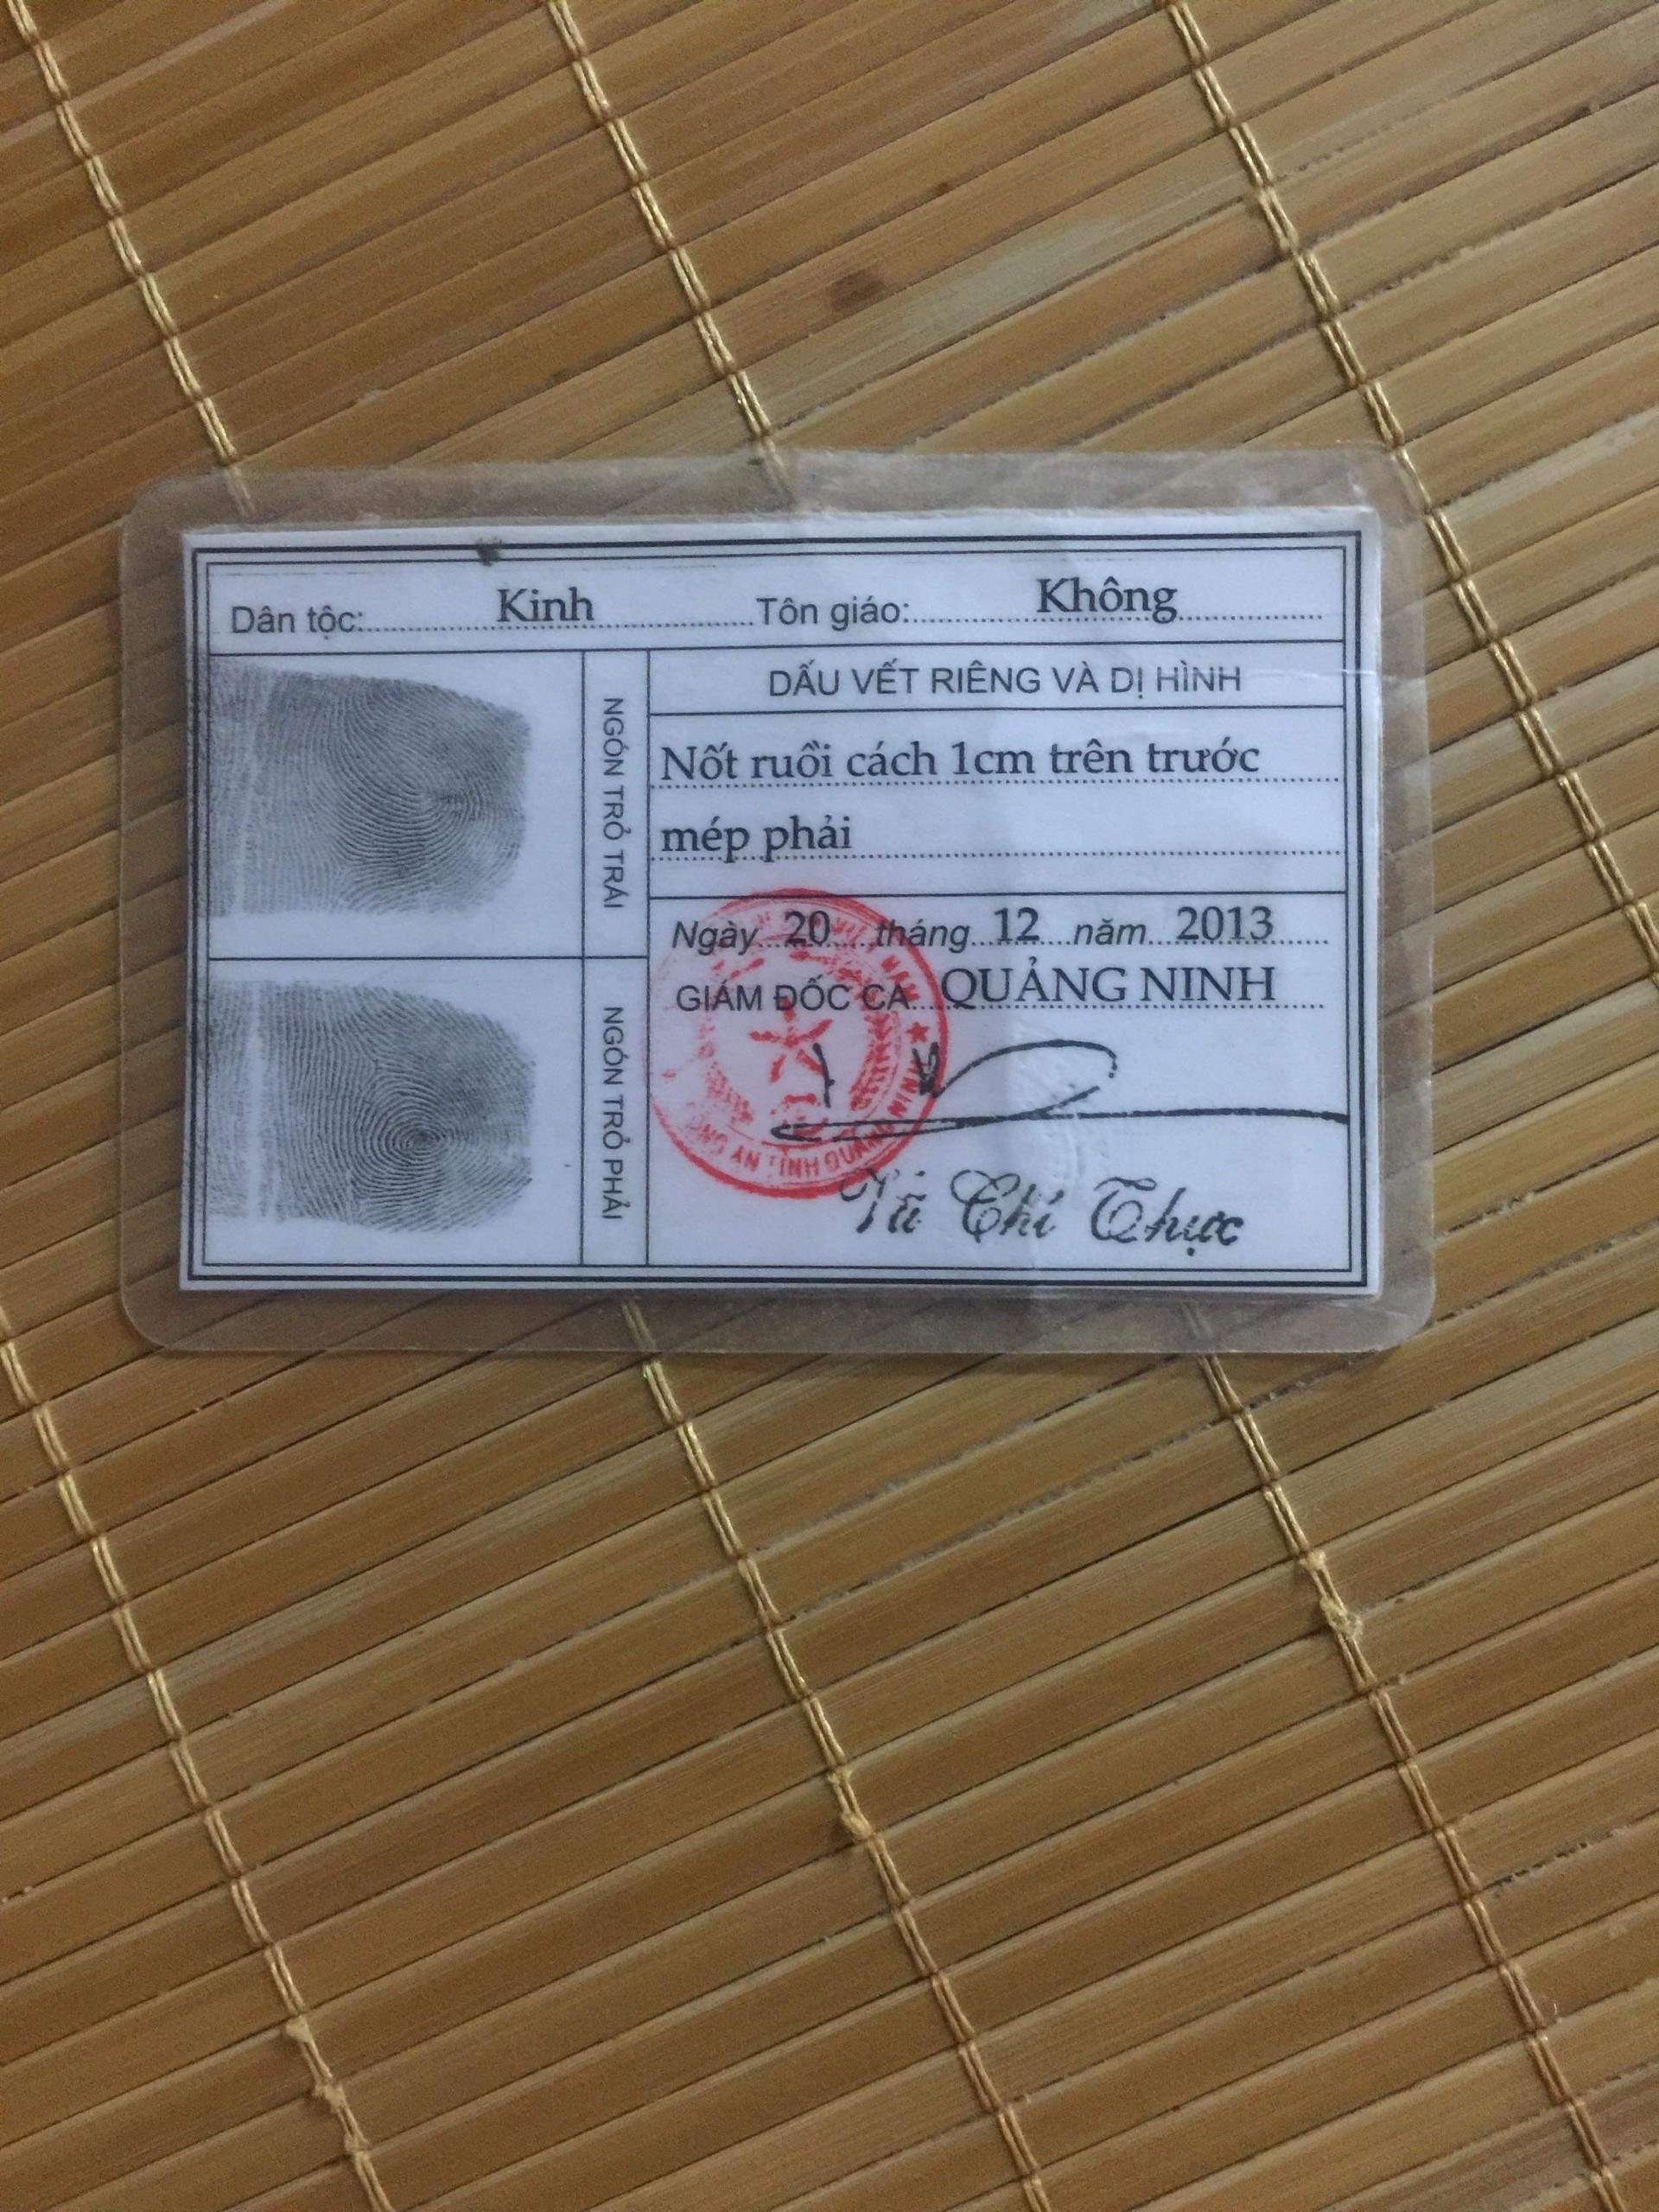 Dân tộc: Kinh Tôn giáo: Không
NGÓN TRỎ TRÁI
DẤU VẾT RIÊNG VÀ DỊ HÌNH
Nốt ruồi cách 1cm trên trước
mép phải
Ngày 20 tháng 12 năm 2013
GIÁM ĐỐC CA QUẢNG NINH
NGÓN TRỎ PHẢI
AN TỈNH QUẢNG NINH
Vũ Chí Thực